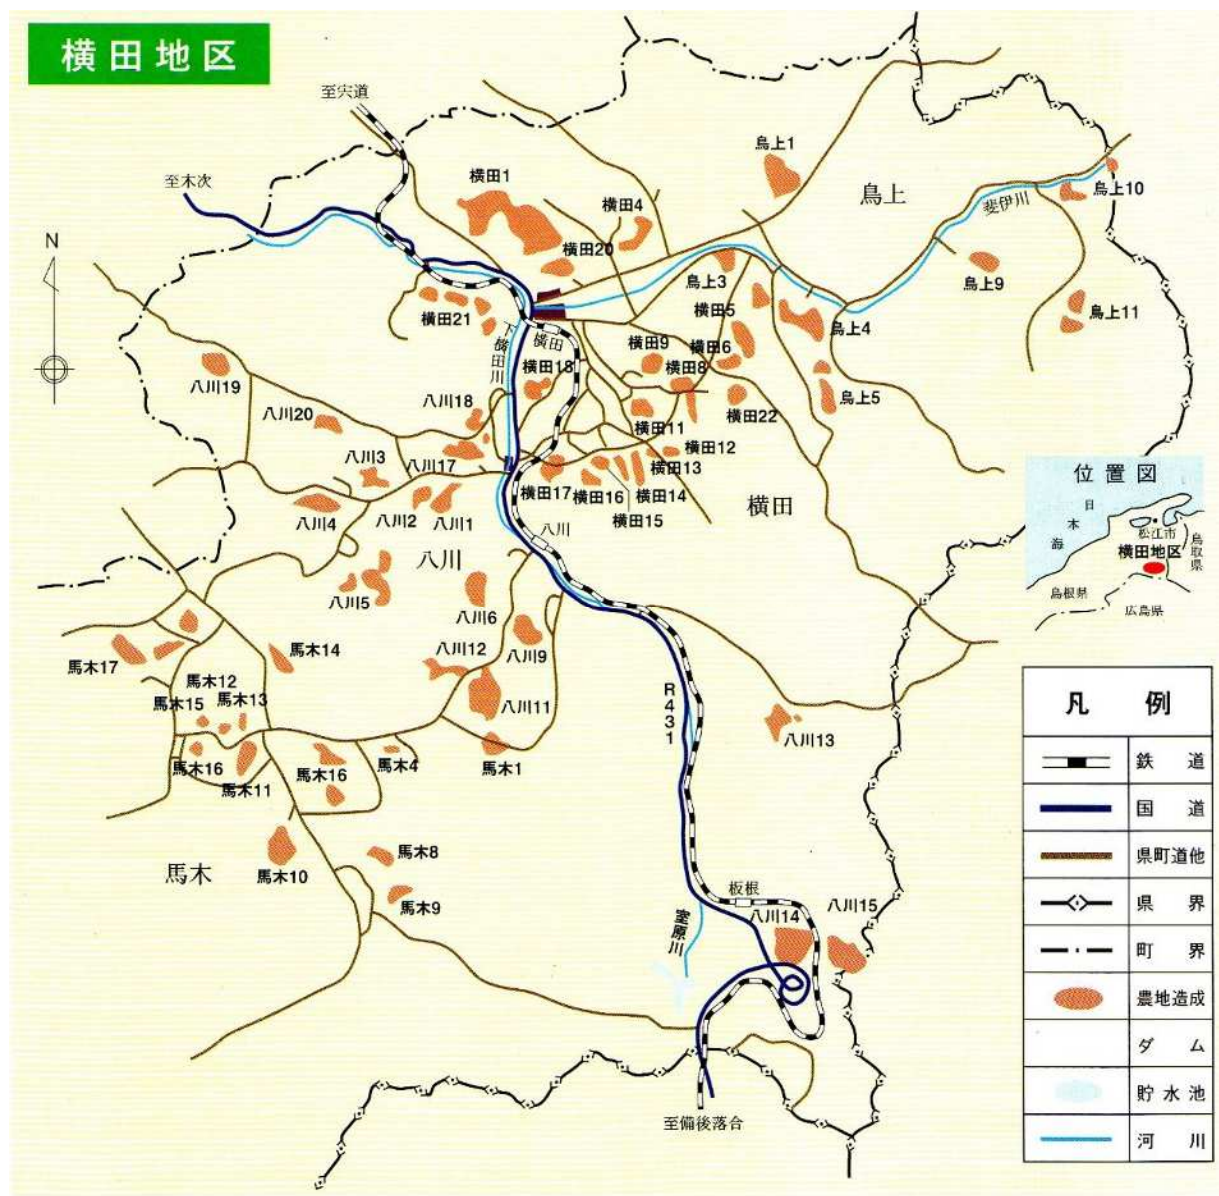 横田地区
至宍道
至木次
N
鳥上1
鳥上
鳥上10
斐伊川
横田1
横田4
横田20
鳥上3
鳥上9
横田5
鳥上11
鳥上4
横田21
下横田川
横田
横田9
横田6
横田8
八川19
横田18
鳥上5
横田22
八川18
八川20
横田11
横田12
八川3
八川17
横田13
横田17
横田16
横田14
横田15
八川4
八川2
八川1
横田
八川
八川
八川5
八川6
八川9
八川12
馬木17
馬木14
馬木12
馬木15
馬木13
八川11
R431
八川13
馬木16
馬木11
馬木16
馬木4
馬木1
馬木
馬木10
馬木8
馬木9
板根
室原川
八川14
八川15
至備後落合
位置図
日本海
松江市
鳥取県
横田地区
島根県
広島県
凡例
鉄道
国道
県町道他
県界
町界
農地造成
ダム
貯水池
河川